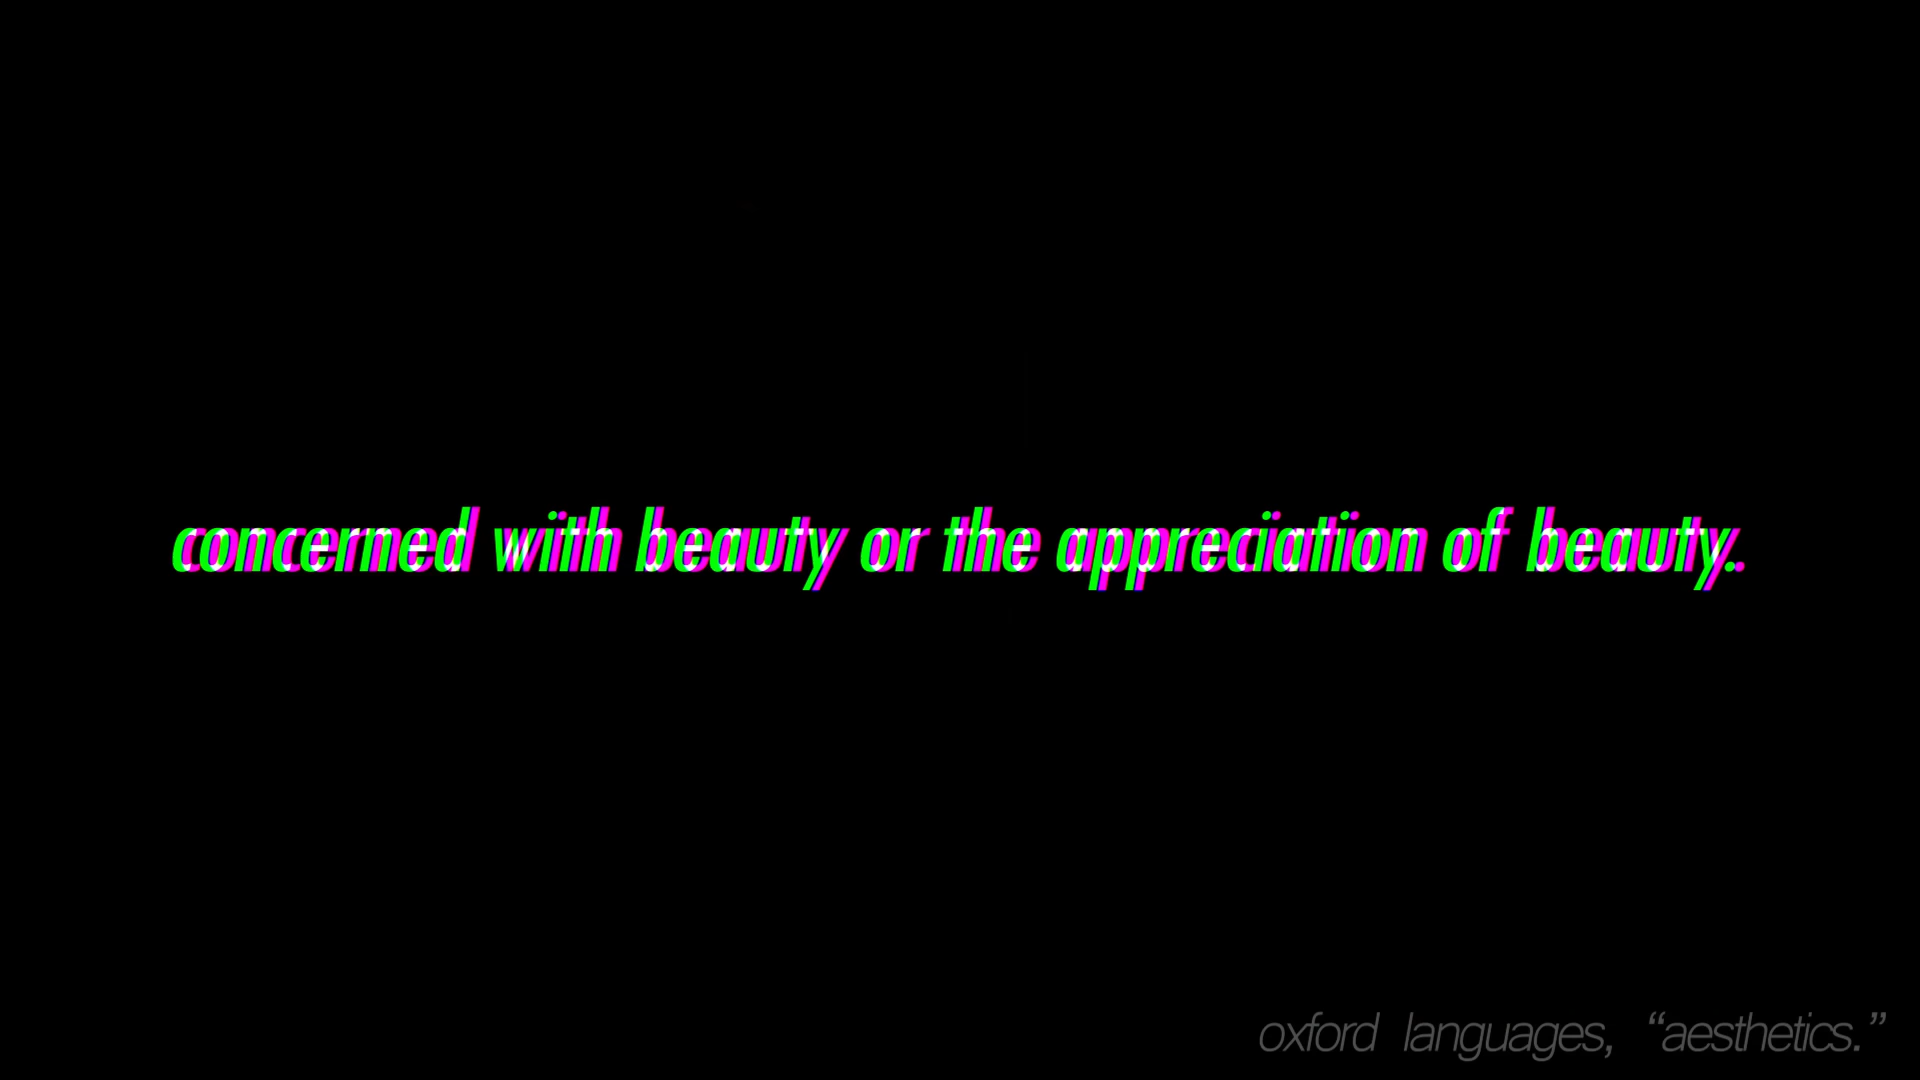 concerned with beauty or the appreciation of beauty.
oxford languages, “aesthetics.”